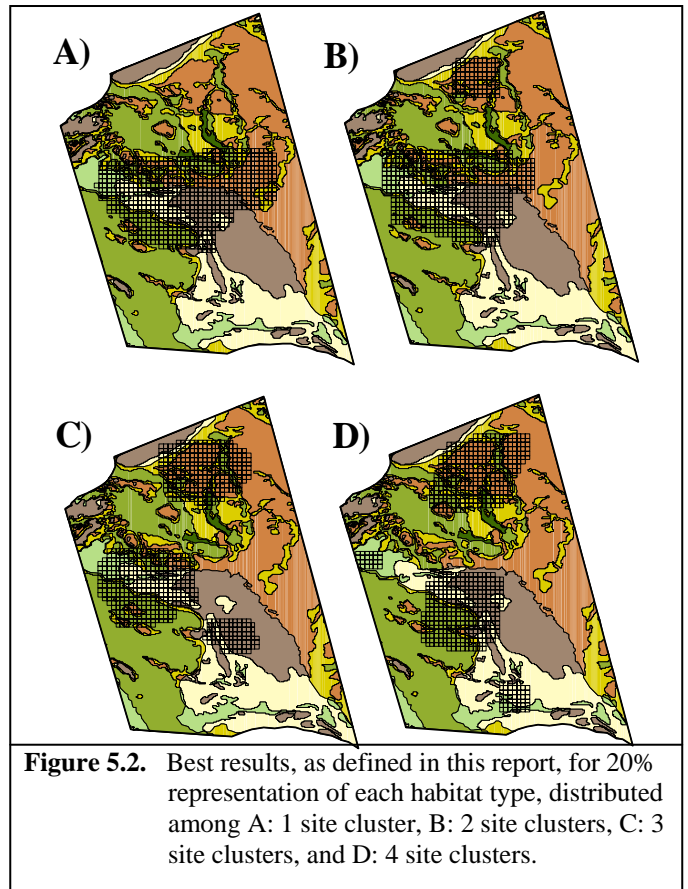 A)
B)
C)
D)
Figure 5.2. Best results, as defined in this report, for 20%
representation of each habitat type, distributed
among A: 1 site cluster, B: 2 site clusters, C: 3
site clusters, and D: 4 site clusters.